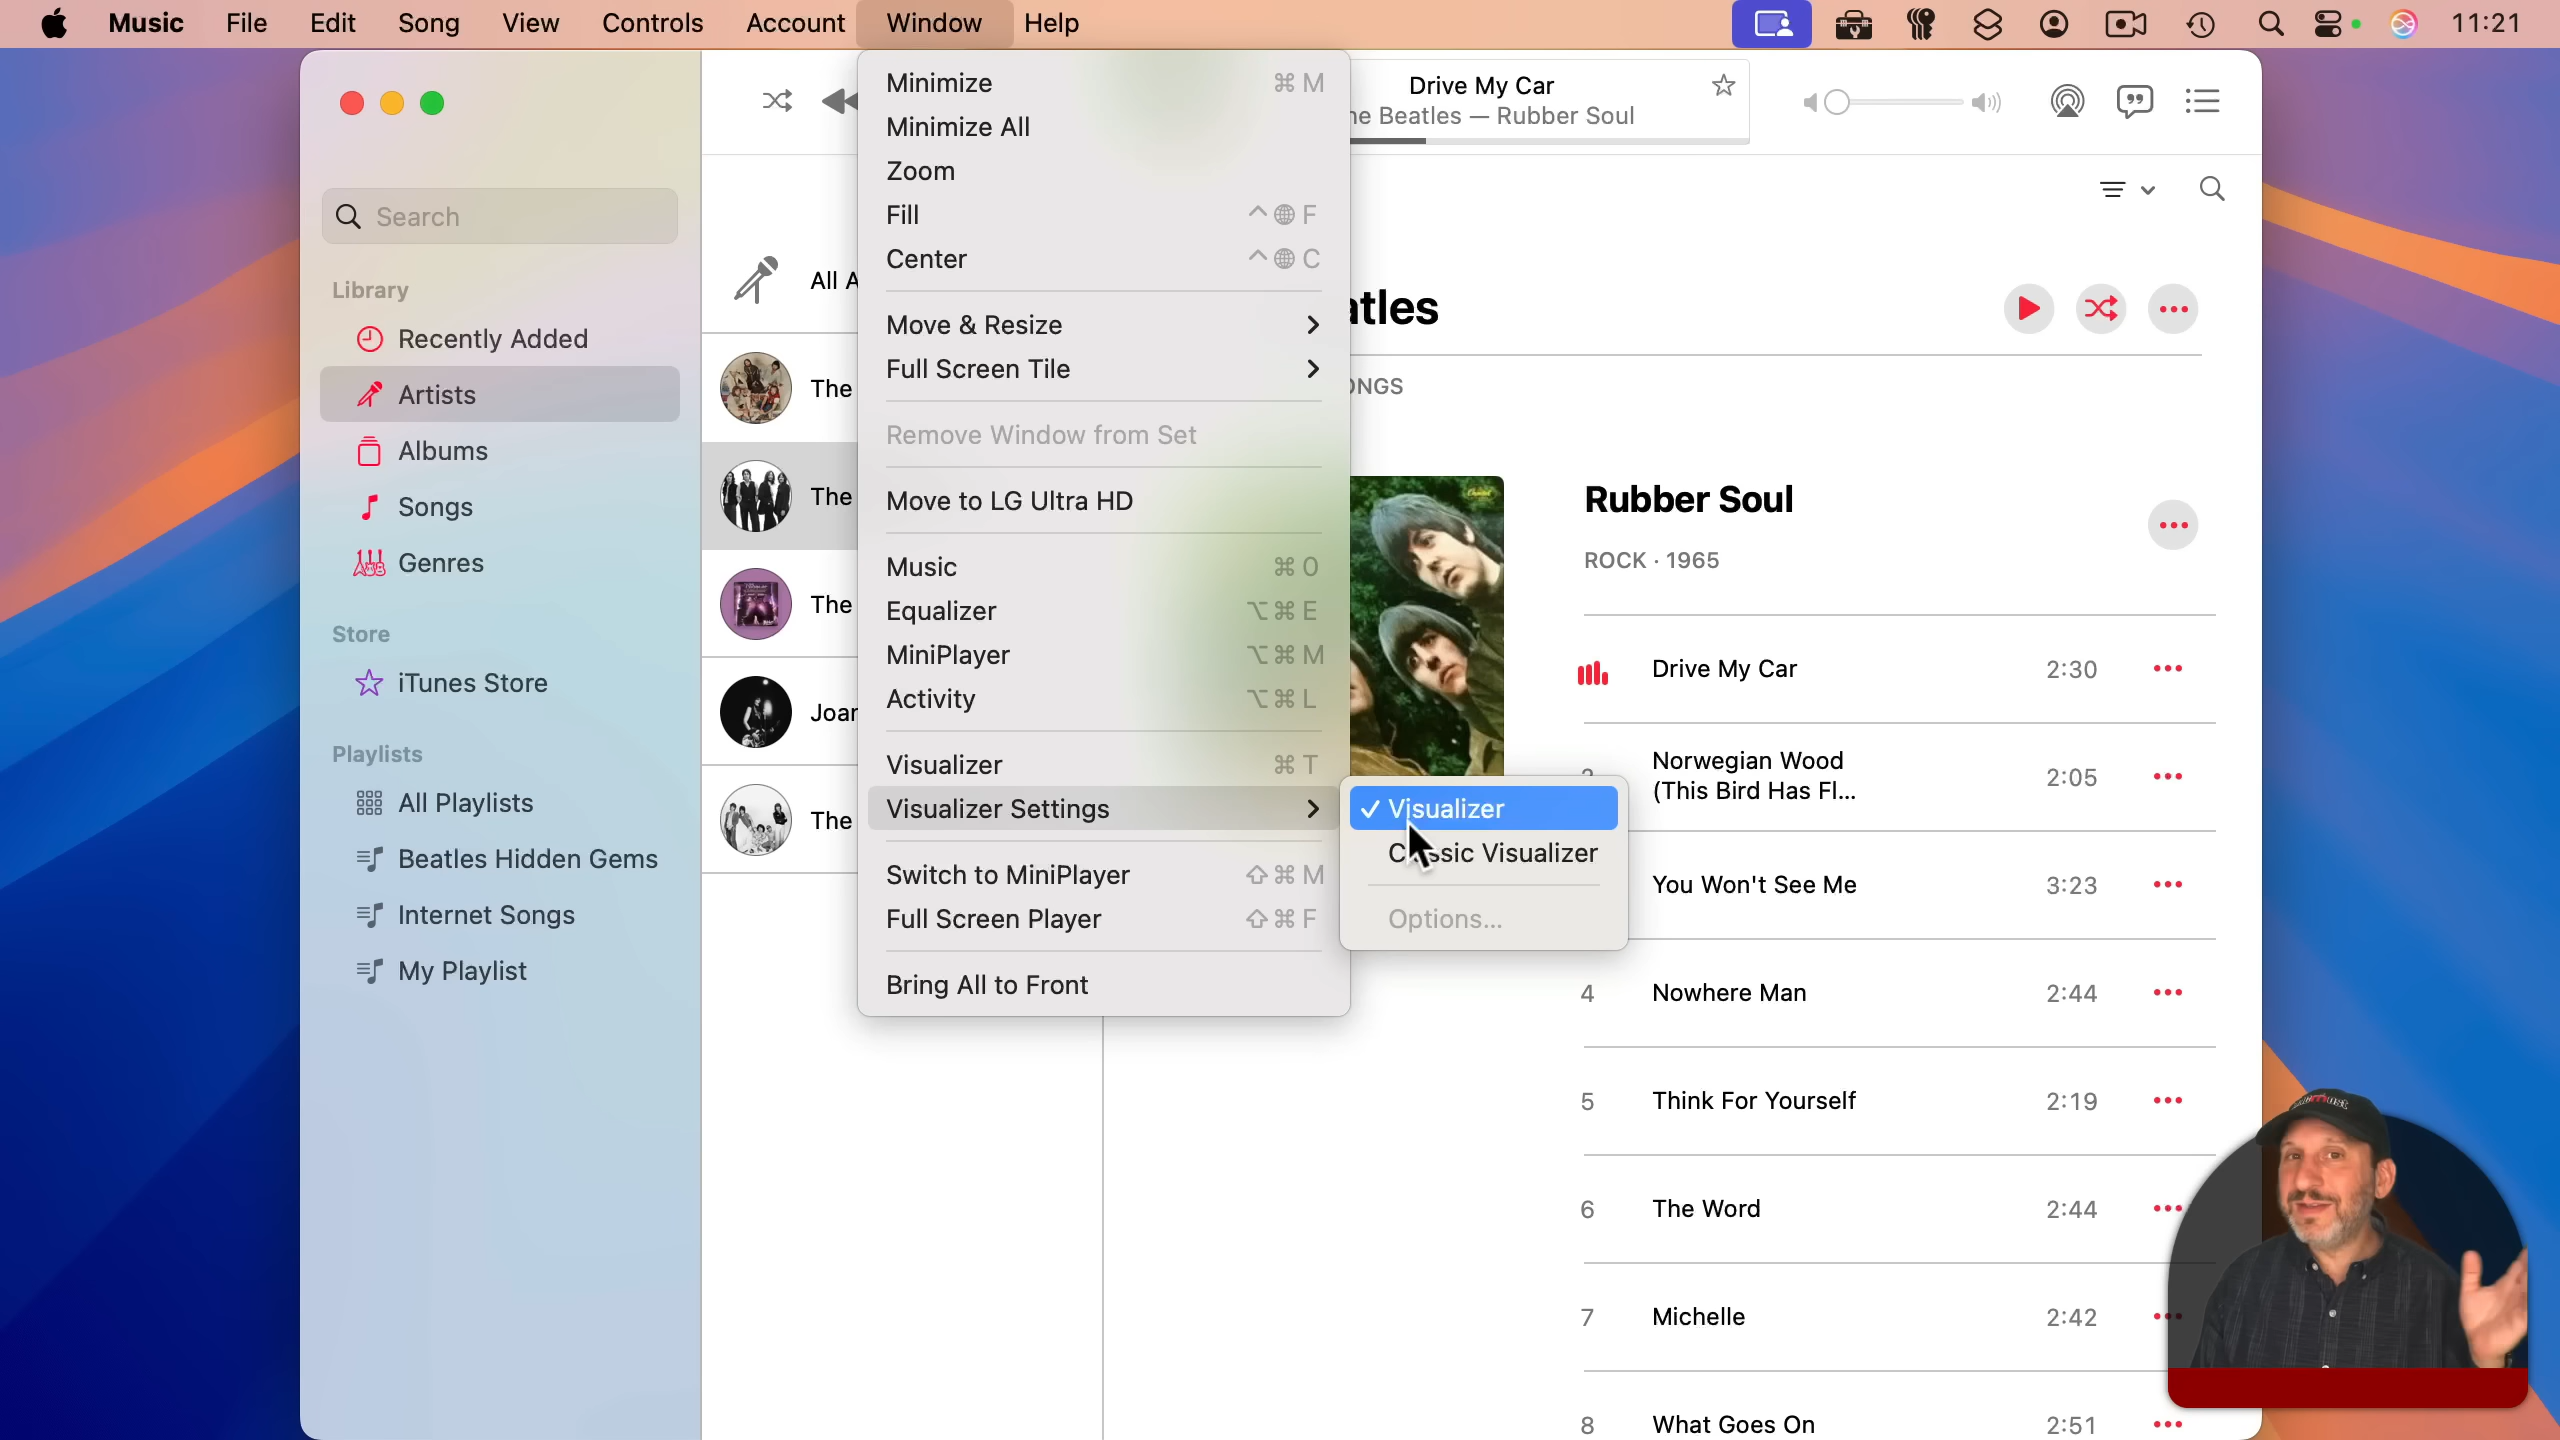 Music File Edit Song View Controls Account Window Help 11:21
Search
Library
Recently Added
Artists
Albums
Songs
Genres
Store
iTunes Store
Playlists
All Playlists
Beatles Hidden Gems
Internet Songs
My Playlist
All A
The
The
The
Joan
The
Minimize ⌘ M
Minimize All
Zoom
Fill ^ 🌐 F
Center ^ 🌐 C
Move & Resize
Full Screen Tile
Remove Window from Set
Move to LG Ultra HD
Music ⌘ 0
Equalizer ⌥ ⌘ E
MiniPlayer ⌥ ⌘ M
Activity ⌥ ⌘ L
Visualizer ⌘ T
Visualizer Settings
Switch to MiniPlayer ⇧ ⌘ M
Full Screen Player ⇧ ⌘ F
Bring All to Front
✓ Visualizer
Visualizer
Options...
Drive My Car
he Beatles — Rubber Soul
atles
ONGS
Rubber Soul
ROCK · 1965
Drive My Car 2:30
Norwegian Wood
(This Bird Has Fl... 2:05
You Won't See Me 3:23
4 Nowhere Man 2:44
5 Think For Yourself 2:19
6 The Word 2:44
7 Michelle 2:42
8 What Goes On 2:51